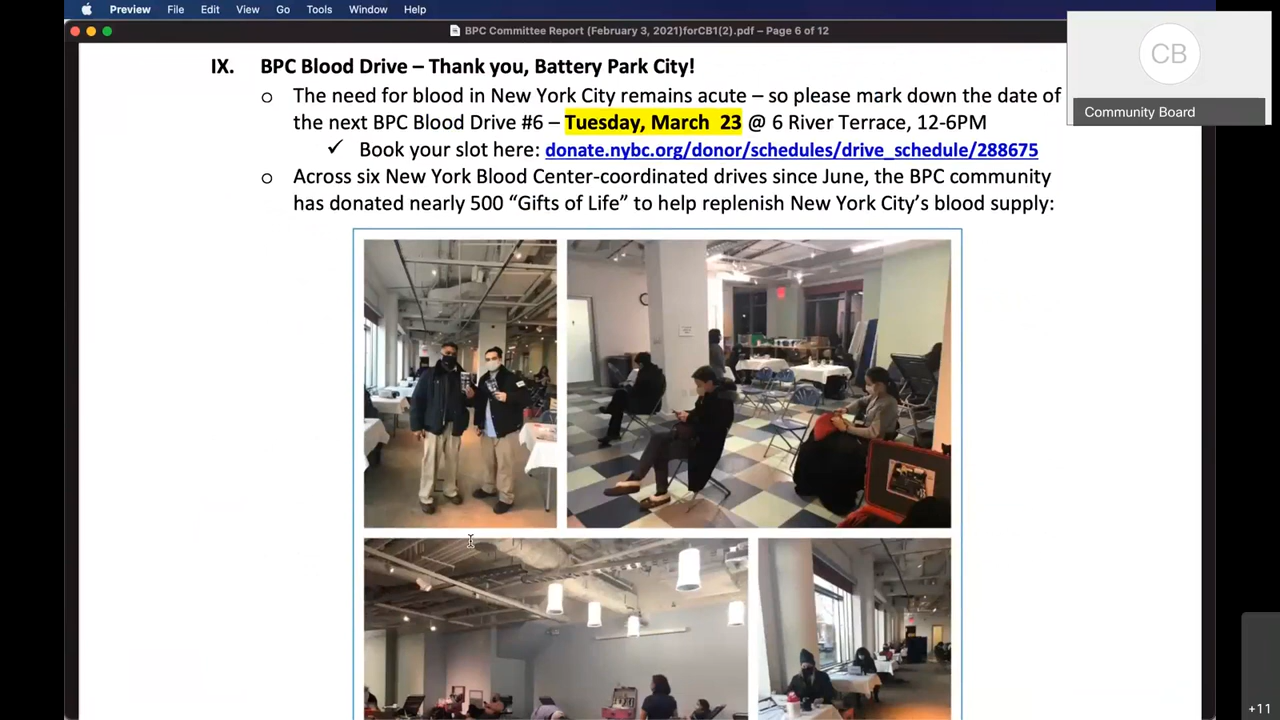 Preview File Edit View Go Tools Window Help
BPC Committee Report (February 3, 2021)forCB1(2).pdf – Page 6 of 12
CB
Community Board
IX. BPC Blood Drive – Thank you, Battery Park City!
o The need for blood in New York City remains acute – so please mark down the date of
the next BPC Blood Drive #6 – Tuesday, March 23 @ 6 River Terrace, 12-6PM
✓ Book your slot here: donate.nybc.org/donor/schedules/drive_schedule/288675
o Across six New York Blood Center-coordinated drives since June, the BPC community
has donated nearly 500 “Gifts of Life” to help replenish New York City’s blood supply:
+11